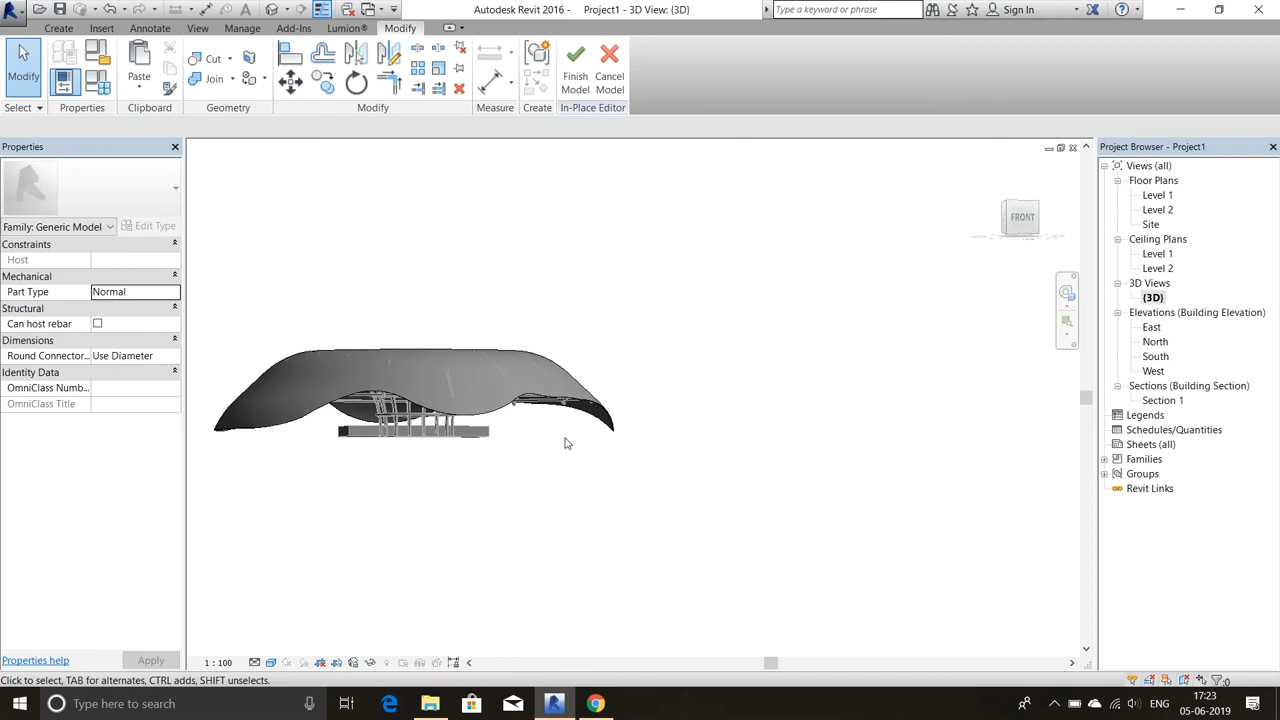 Autodesk Revit 2016 - Project1 - 3D View: {3D}
Type a keyword or phrase
Sign In
Create Insert Annotate View Manage Add-Ins Lumion® Modify
Modify
Paste
Cut
Join
Finish Model
Cancel Model
Select Properties Clipboard Geometry Modify Measure Create In-Place Editor
Properties
Family: Generic Model
Edit Type
Constraints
Host
Mechanical
Part Type Normal
Structural
Can host rebar
Dimensions
Round Connector... Use Diameter
Identity Data
OmniClass Numb...
OmniClass Title
Properties help
Apply
FRONT
Project Browser - Project1
Views (all)
Floor Plans
Level 1
Level 2
Site
Ceiling Plans
Level 1
Level 2
3D Views
{3D}
Elevations (Building Elevation)
East
North
South
West
Sections (Building Section)
Section 1
Legends
Schedules/Quantities
Sheets (all)
Families
Groups
Revit Links
1 : 100
Click to select, TAB for alternates, CTRL adds, SHIFT unselects.
:0
Type here to search
ENG
17:23
05-06-2019